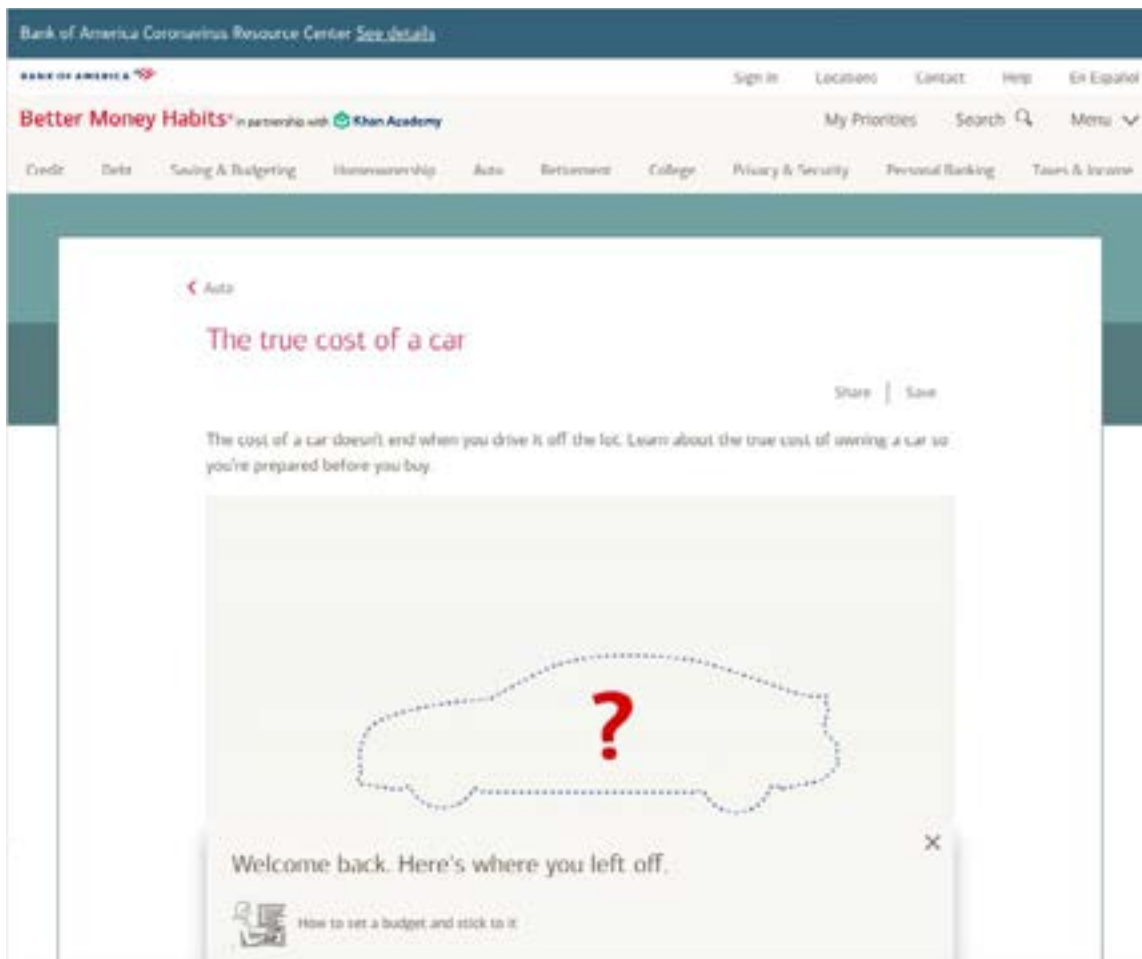 Bank of America Coronavirus Resource Center See details
BANK OF AMERICA
Sign In Locations Contact Help En Español
Better Money Habits® in partnership with Khan Academy
My Priorities Search Menu
Credit Debt Saving & Budgeting Homeownership Auto Retirement College Privacy & Security Personal Banking Taxes & Income
Auto
The true cost of a car
Share | Save
The cost of a car doesn't end when you drive it off the lot. Learn about the true cost of owning a car so
you're prepared before you buy.
?
Welcome back. Here's where you left off.
How to set a budget and stick to it